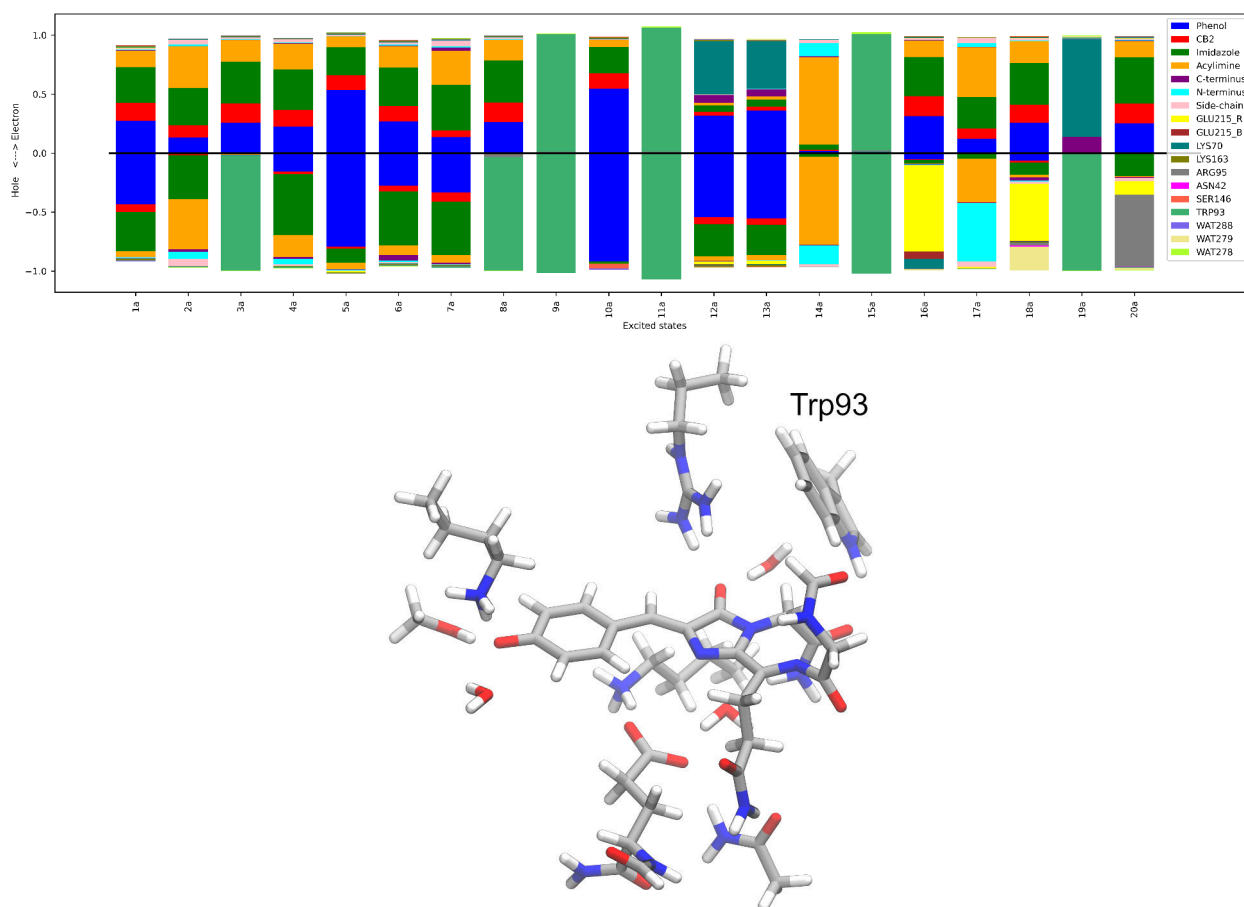 1.0
0.5
0.0
−0.5
−1.0
Hole <---> Electron
1a
2a
3a
4a
5a
6a
7a
8a
9a
10a
11a
12a
13a
14a
15a
16a
17a
18a
19a
20a
Excited states
Phenol
CB2
Imidazole
Acylimine
C-terminus
N-terminus
Side-chain
GLU215_R
GLU215_B
LYS70
LYS163
ARG95
ASN42
SER146
TRP93
WAT288
WAT279
WAT278
Trp93